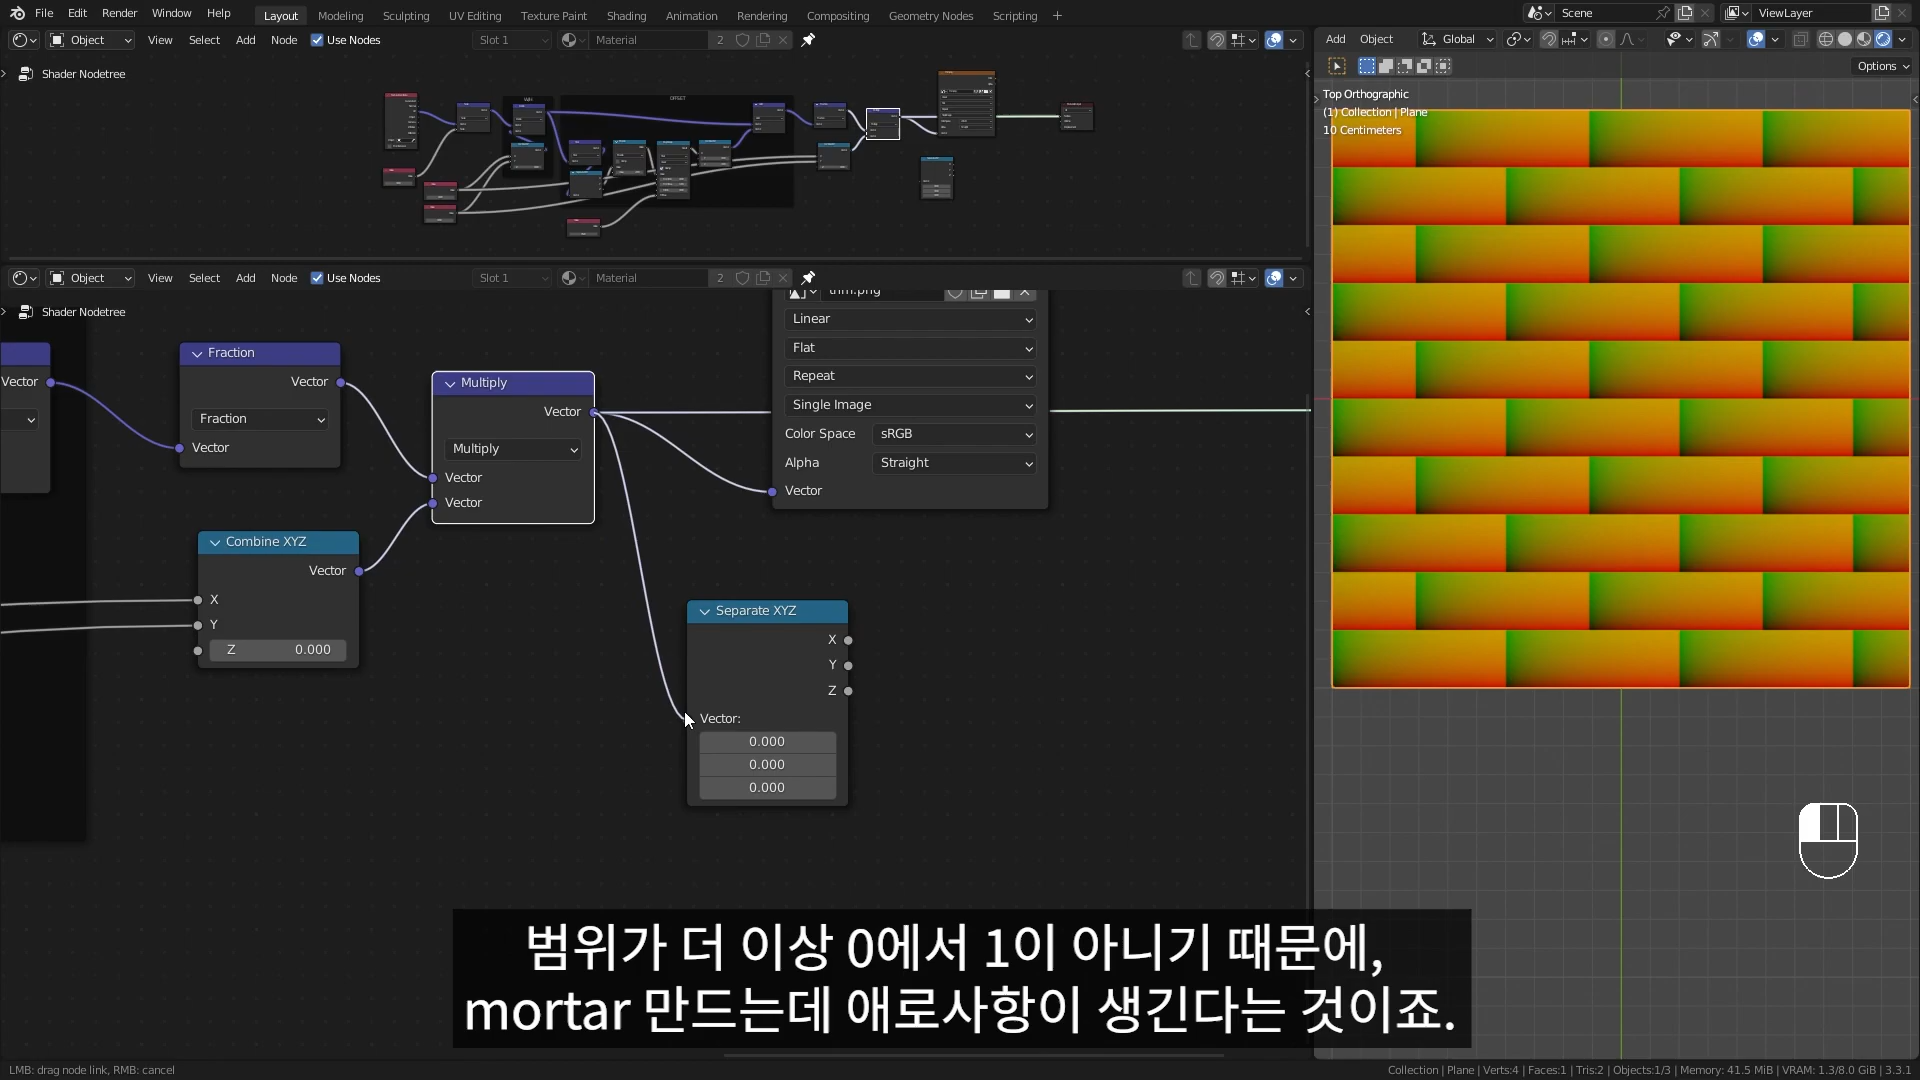 File Edit Render Window Help Layout Modeling Sculpting UV Editing Texture Paint Shading Animation Rendering Compositing Geometry Nodes Scripting Scene ViewLayer
Object View Select Add Node Use Nodes Slot 1 Material 2
Add Object Global
Options
Shader Nodetree
OFFSET
Top Orthographic
(1) Collection | Plane
10 Centimeters
Object View Select Add Node Use Nodes Slot 1 Material 2
Shader Nodetree
trim.png
Linear
Flat
Repeat
Single Image
Color Space sRGB
Alpha Straight
Vector
Vector
Fraction
Vector
Fraction
Vector
Multiply
Vector
Multiply
Vector
Vector
Combine XYZ
Vector
X
Y
Z 0.000
Separate XYZ
X
Y
Z
Vector:
0.000
0.000
0.000
범위가 더 이상 0에서 1이 아니기 때문에,
mortar 만드는데 애로사항이 생긴다는 것이죠.
LMB: drag node link, RMB: cancel
Collection | Plane | Verts:4 | Faces:1 | Tris:2 | Objects:1/3 | Memory: 41.5 MiB | VRAM: 1.3/8.0 GiB | 3.3.1